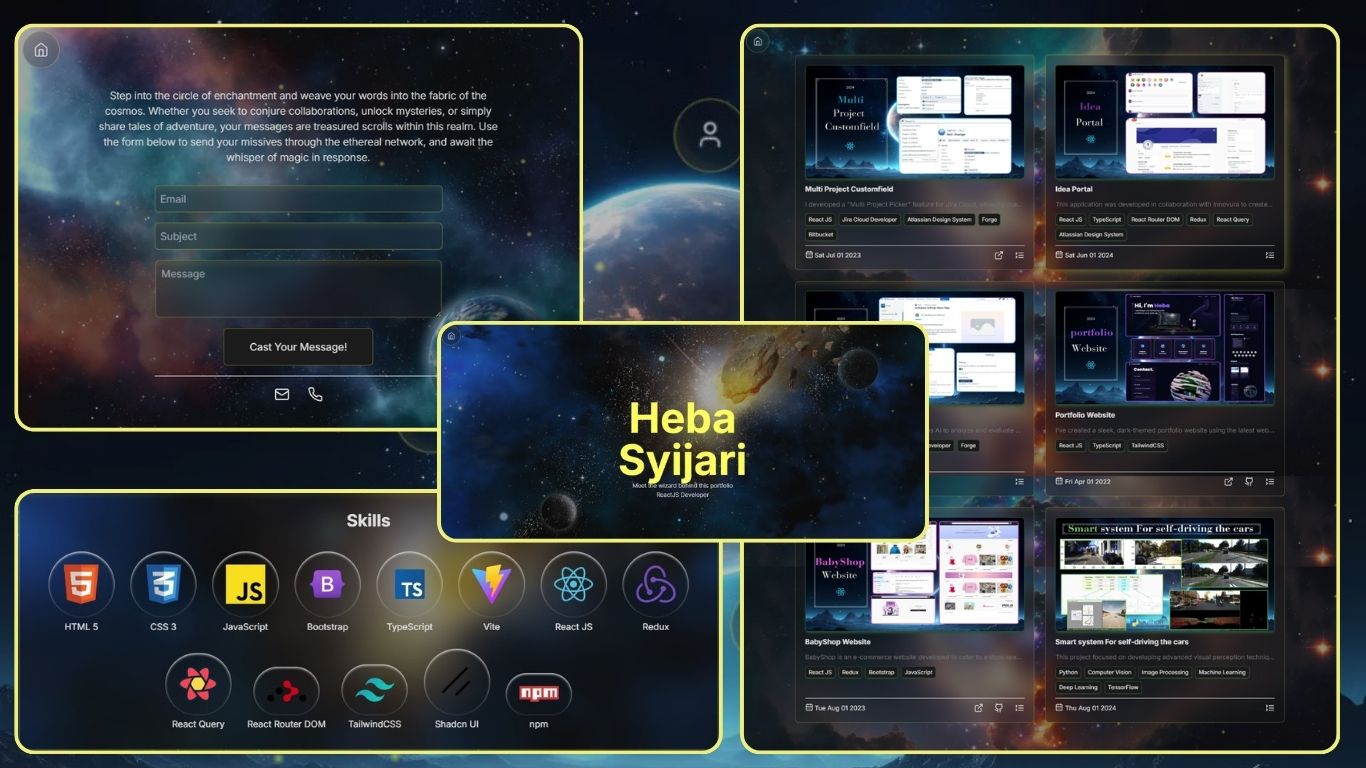 Step into the circle of
and weave your words into the fabric of the
cosmos. Whether you seek to conjure collaborations, unlock mysteries, or simply
share tales of adventure, your messages are treasured scrolls within this realm. Use
the form below to send your
through the ethereal network, and await the
whispers of magic in response.
Email
Subject
Message
Cast Your Message!
Heba
Syijari
Meet the wizard behind this portfolio
ReactJS Developer
Skills
HTML 5
CSS 3
JavaScript
Bootstrap
TypeScript
Vite
React JS
Redux
React Query
React Router DOM
TailwindCSS
Shadcn UI
npm
2024
Multi
Project
Customfield
Multi Project Customfield
I developed a "Multi Project Picker" feature for Jira Cloud,
React JS
Jira Cloud Developer
Atlassian Design System
Forge
Bitbucket
Sat Jul 01 2023
2024
Idea
Portal
Idea Portal
This application was developed in collaboration with Innovura to create...
React JS
TypeScript
React Router DOM
Redux
React Query
Atlassian Design System
Sat Jun 01 2024
AI to analyze and evaluate ...
Forge
portfolio
Website
Hi, I'm Heba
Contact.
Portfolio Website
I've created a sleek, dark-themed portfolio website using the latest web...
React JS
TypeScript
TailwindCSS
Fri Apr 01 2022
BabyShop
Website
BabyShop Website
BabyShop is an e-commerce website developed to cater to a
React JS
Redux
Bootstrap
JavaScript
Tue Aug 01 2023
Smart system For self-driving the cars
Smart system For self-driving the cars
This project focused on developing advanced visual perception techniq...
Python
Computer Vision
Image Processing
Machine Learning
Deep Learning
TensorFlow
Thu Aug 01 2024